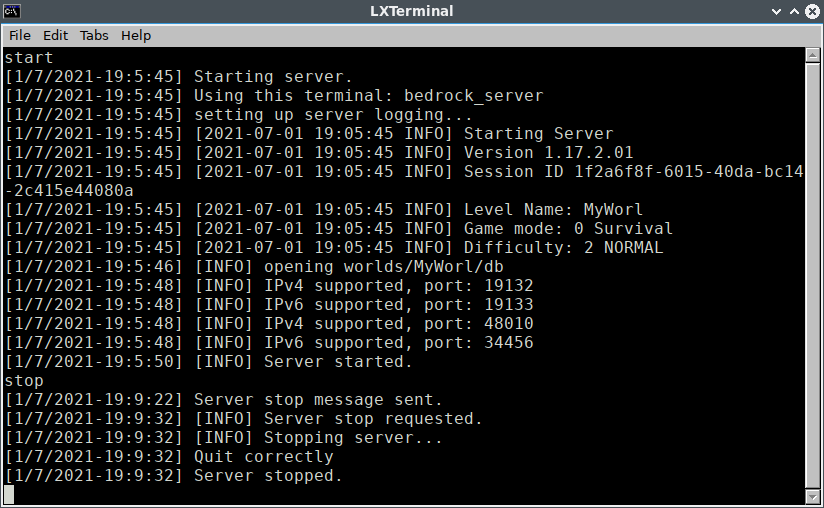 LXTerminal
File Edit Tabs Help
start
[1/7/2021-19:5:45] Starting server.
[1/7/2021-19:5:45] Using this terminal: bedrock_server
[1/7/2021-19:5:45] setting up server logging...
[1/7/2021-19:5:45] [2021-07-01 19:05:45 INFO] Starting Server
[1/7/2021-19:5:45] [2021-07-01 19:05:45 INFO] Version 1.17.2.01
[1/7/2021-19:5:45] [2021-07-01 19:05:45 INFO] Session ID 1f2a6f8f-6015-40da-bc14
-2c415e44080a
[1/7/2021-19:5:45] [2021-07-01 19:05:45 INFO] Level Name: MyWorl
[1/7/2021-19:5:45] [2021-07-01 19:05:45 INFO] Game mode: 0 Survival
[1/7/2021-19:5:45] [2021-07-01 19:05:45 INFO] Difficulty: 2 NORMAL
[1/7/2021-19:5:46] [INFO] opening worlds/MyWorl/db
[1/7/2021-19:5:48] [INFO] IPv4 supported, port: 19132
[1/7/2021-19:5:48] [INFO] IPv6 supported, port: 19133
[1/7/2021-19:5:48] [INFO] IPv4 supported, port: 48010
[1/7/2021-19:5:48] [INFO] IPv6 supported, port: 34456
[1/7/2021-19:5:50] [INFO] Server started.
stop
[1/7/2021-19:9:22] Server stop message sent.
[1/7/2021-19:9:32] [INFO] Server stop requested.
[1/7/2021-19:9:32] [INFO] Stopping server...
[1/7/2021-19:9:32] Quit correctly
[1/7/2021-19:9:32] Server stopped.